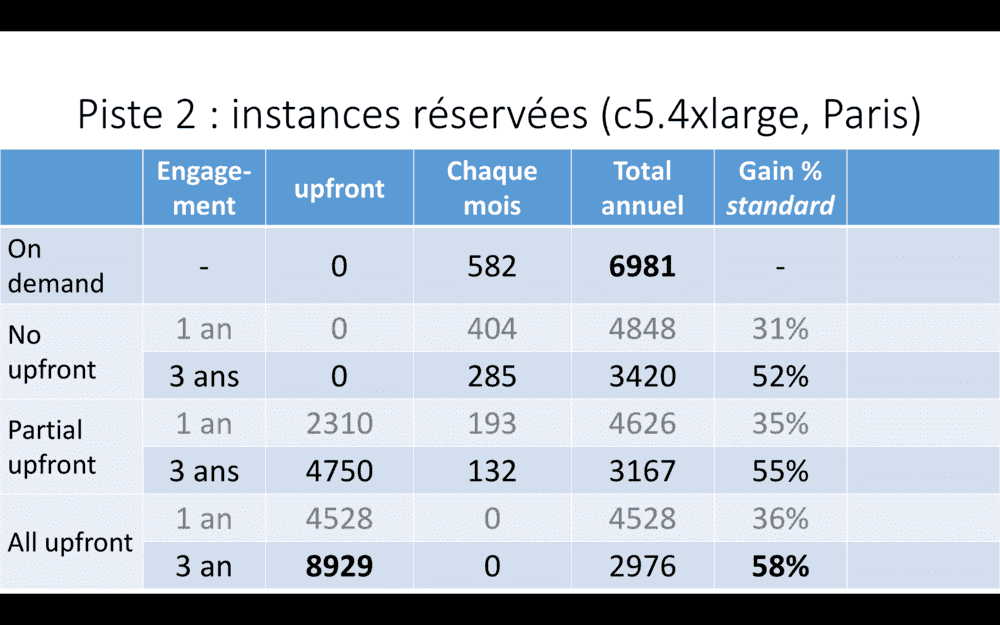 Piste 2 : instances réservées (c5.4xlarge, Paris)
Engage-
ment
upfront
Chaque
mois
Total
annuel
Gain %
standard
On
demand
- 0 582 6981 -
No
upfront
1 an 0 404 4848 31%
3 ans 0 285 3420 52%
Partial
upfront
1 an 2310 193 4626 35%
3 ans 4750 132 3167 55%
All upfront
1 an 4528 0 4528 36%
3 an 8929 0 2976 58%